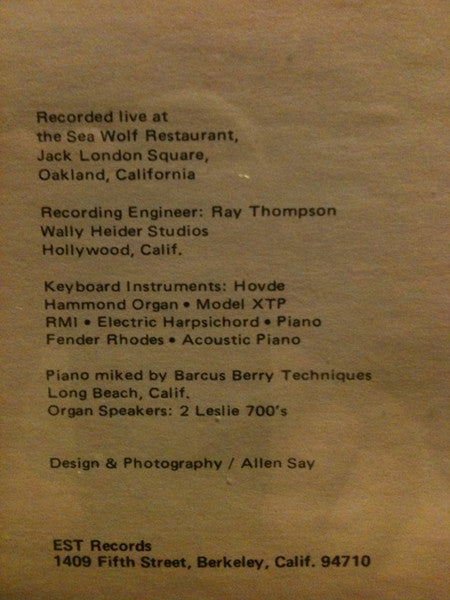 Recorded live at
the Sea Wolf Restaurant,
Jack London Square,
Oakland, California
Recording Engineer: Ray Thompson
Wally Heider Studios
Hollywood, Calif.
Keyboard Instruments: Hovde
Hammond Organ • Model XTP
RMI • Electric Harpsichord • Piano
Fender Rhodes • Acoustic Piano
Piano miked by Barcus Berry Techniques
Long Beach, Calif.
Organ Speakers: 2 Leslie 700's
Design & Photography / Allen Say
EST Records
1409 Fifth Street, Berkeley, Calif. 94710